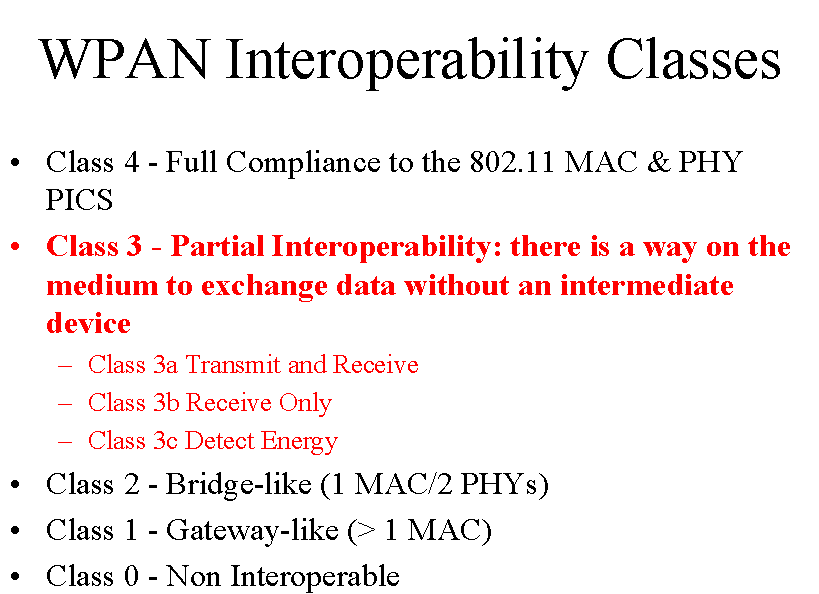 WPAN Interoperability Classes
• Class 4 - Full Compliance to the 802.11 MAC & PHY
PICS
• Class 3 - Partial Interoperability: there is a way on the
medium to exchange data without an intermediate
device
– Class 3a Transmit and Receive
– Class 3b Receive Only
– Class 3c Detect Energy
• Class 2 - Bridge-like (1 MAC/2 PHYs)
• Class 1 - Gateway-like (> 1 MAC)
• Class 0 - Non Interoperable